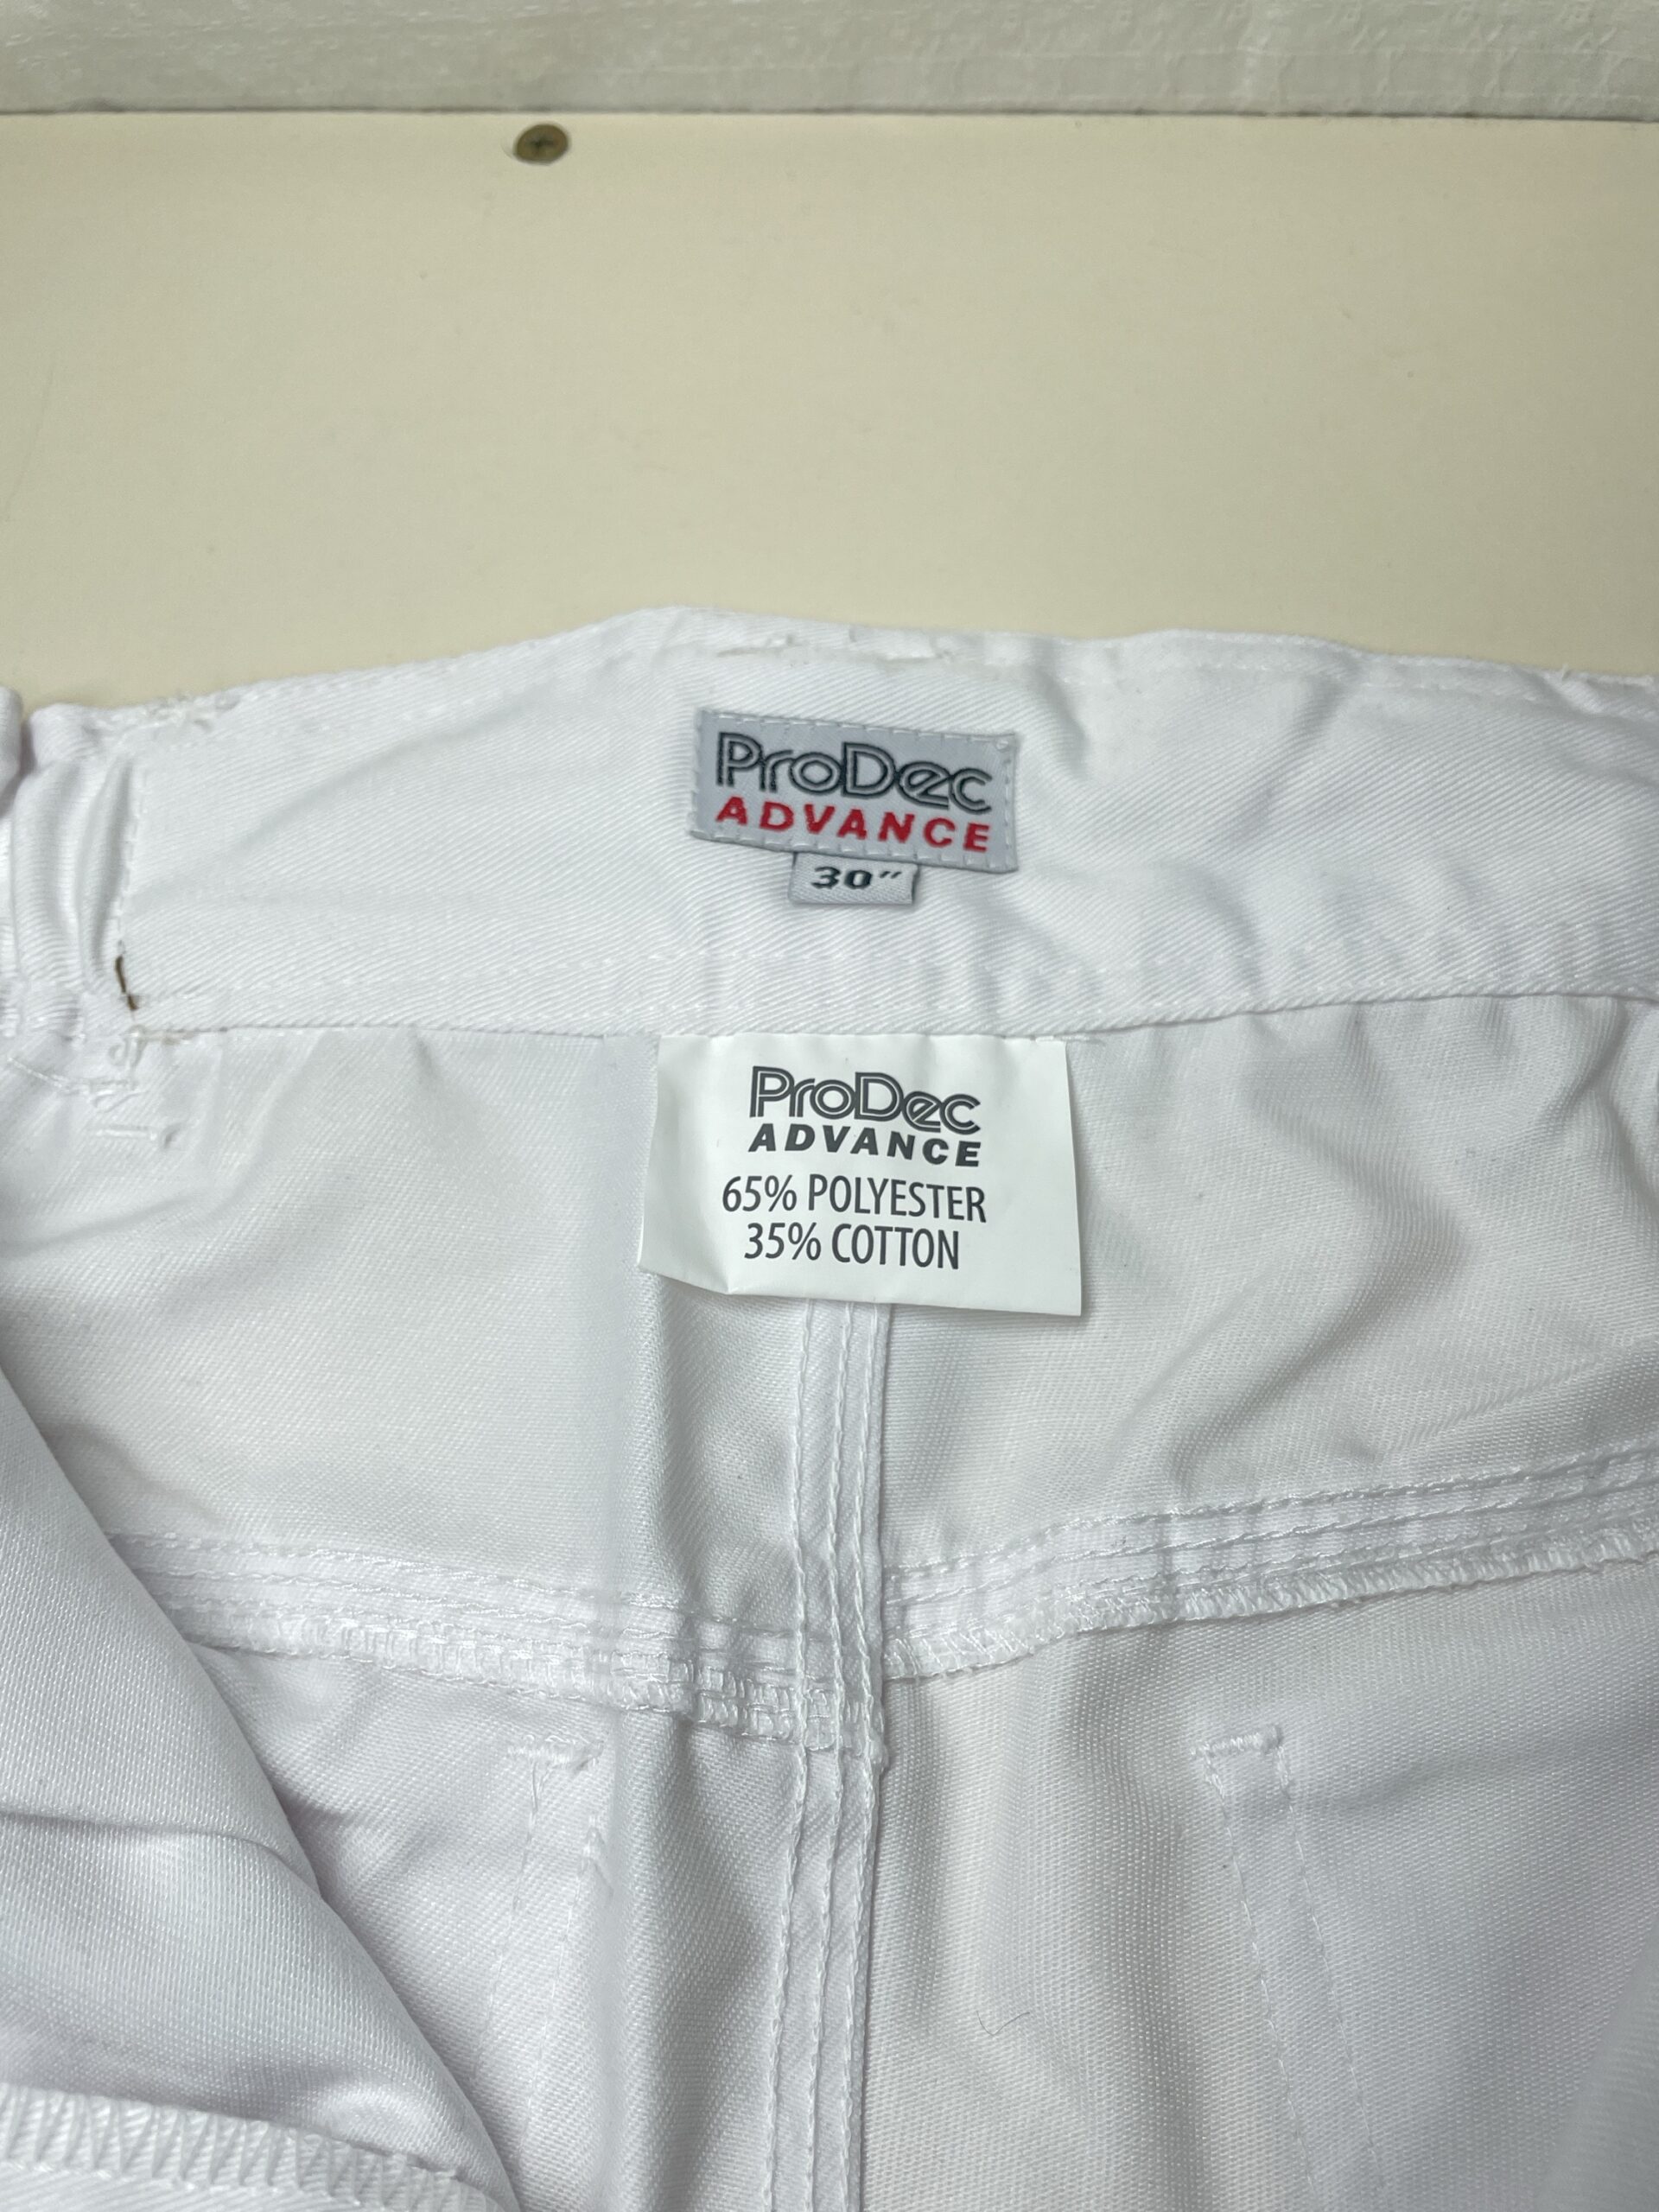 ProDec
ADVANCE
30"
ProDec
ADVANCE
65% POLYESTER
35% COTTON